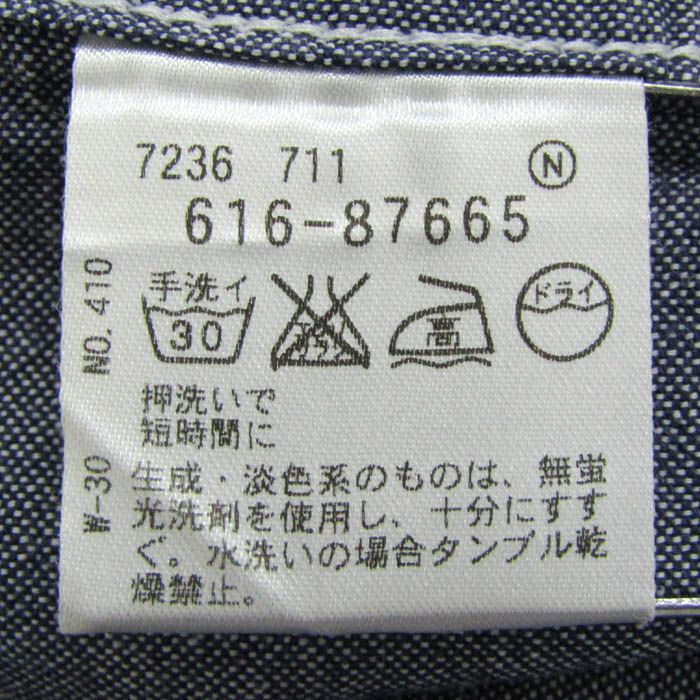 7236 711 N
616-87665
手洗イ ドライ
30 高
押洗いで
短時間に
生成・淡色系のものは、無蛍
光洗剤を使用し、十分にすす
ぐ。水洗いの場合タンブル乾
燥禁止。
NO. 410
W-30